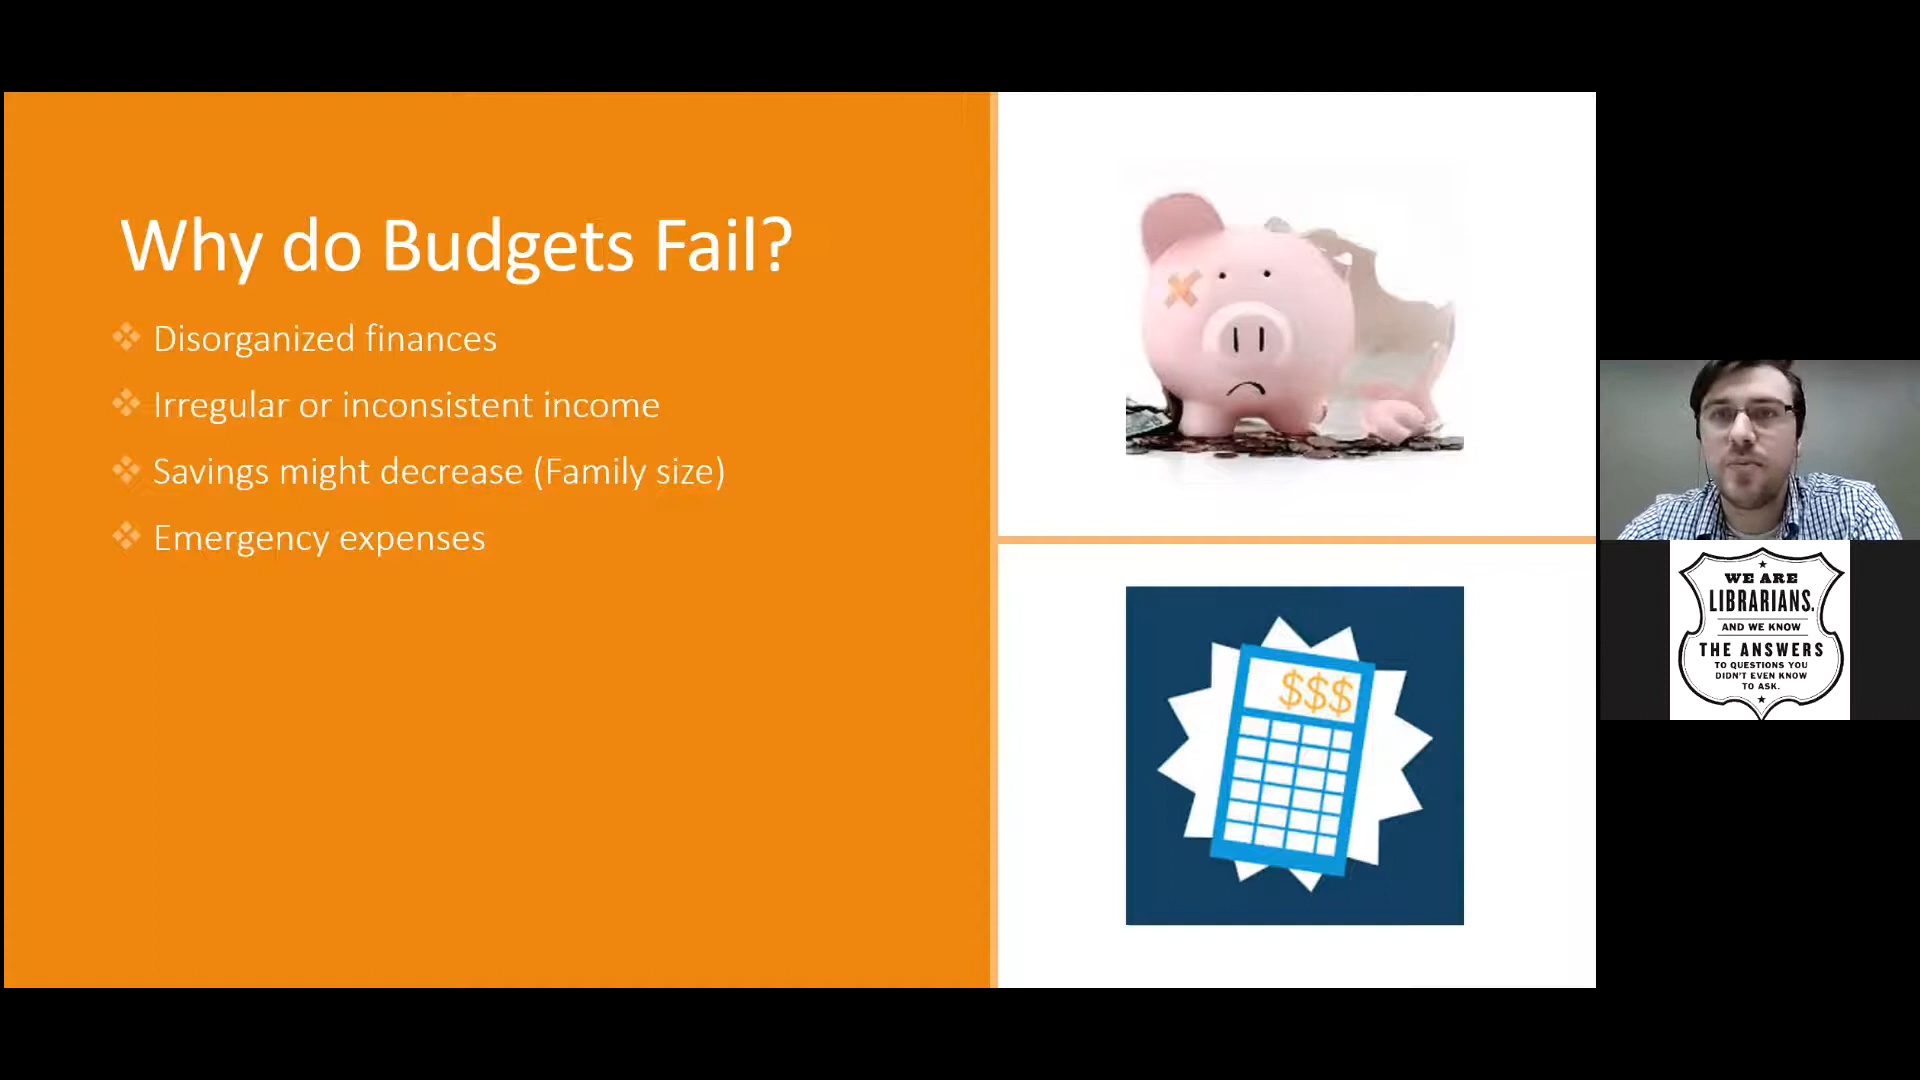 Why do Budgets Fail?
Disorganized finances
Irregular or inconsistent income
Savings might decrease (Family size)
Emergency expenses
$$$
WE ARE
LIBRARIANS.
AND WE KNOW
THE ANSWERS
TO QUESTIONS YOU
DIDN'T EVEN KNOW
TO ASK.